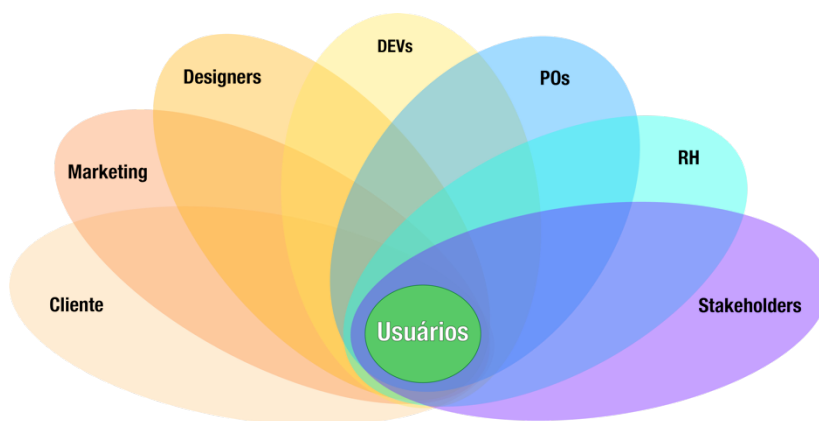 DEVs
Designers
POs
Marketing
RH
Cliente
Usuários
Stakeholders